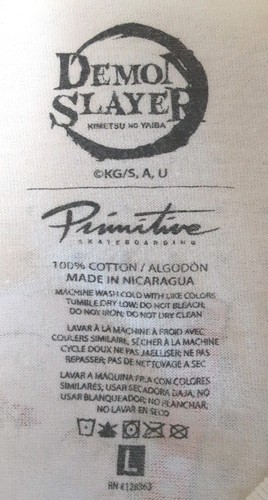 DEMON
SLAYER
KIMETSU NO YAIBA
©KG/S, A, U
Primitive
SKATEBOARDING
100% COTTON / ALGODÓN
MADE IN NICARAGUA
MACHINE WASH COLD WITH LIKE COLORS
TUMBLE DRY LOW; DO NOT BLEACH;
DO NOY IRON; DO NOT DRY CLEAN
LAVAR À LA MACHINE À FROID AVEC
COULERS SIMILAIRE, SÉCHER À LA MACHINE
CYCLE DOUX NE PAS JAELLISER; NE PAS
REPASSER; PAS DE NETTOYAGE A SEC
LAVAR A MAQUINA FRIA CON COLORES
SIMILARES; USAR SECADORA BAJA; NO
USAR BLANQUEADOR; NO PLANCHAR;
NO LAVAR EN SECO
L
RN #128363